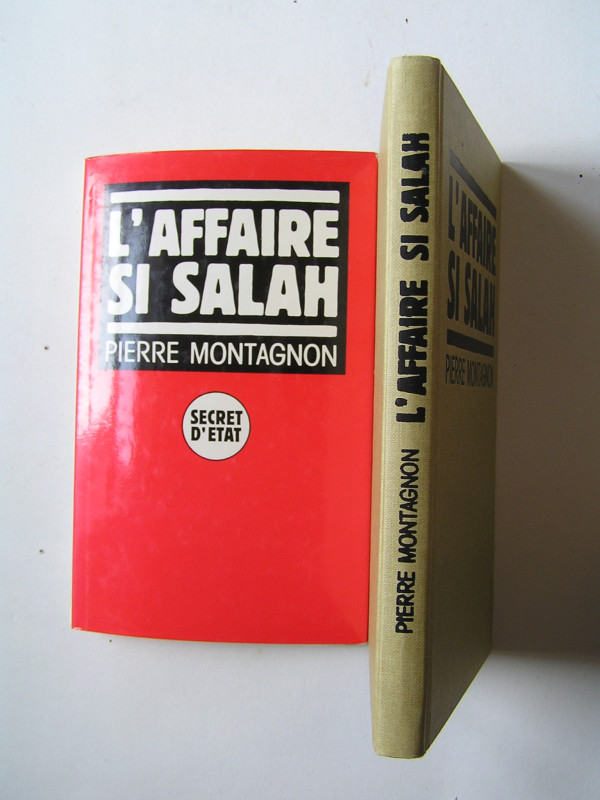 L'AFFAIRE
SI SALAH
PIERRE MONTAGNON
SECRET
D'ETAT
PIERRE MONTAGNON L'AFFAIRE SI SALAH
L'AFFAIRE
SI SALAH
PIERRE MONTAGNON